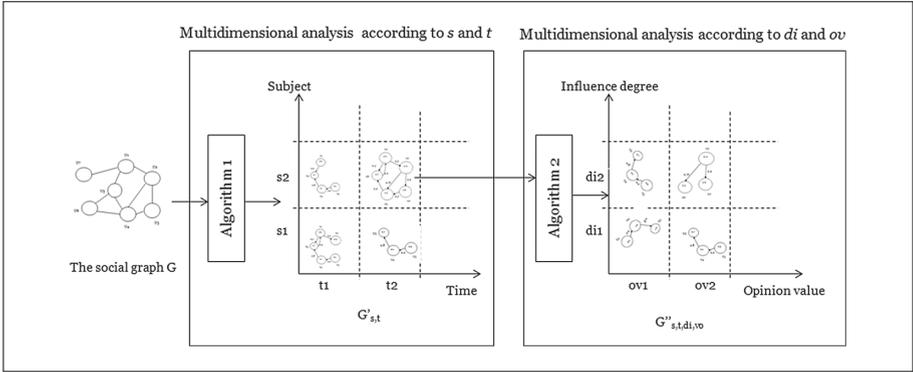 Multidimensional analysis according to s and t
Multidimensional analysis according to di and ov
Subject
Influence degree
Algorithm 1
Algorithm 2
s2
di2
s1
di1
The social graph G
t1 t2 Time
ov1 ov2 Opinion value
G's,t
G''s,t,di,vo